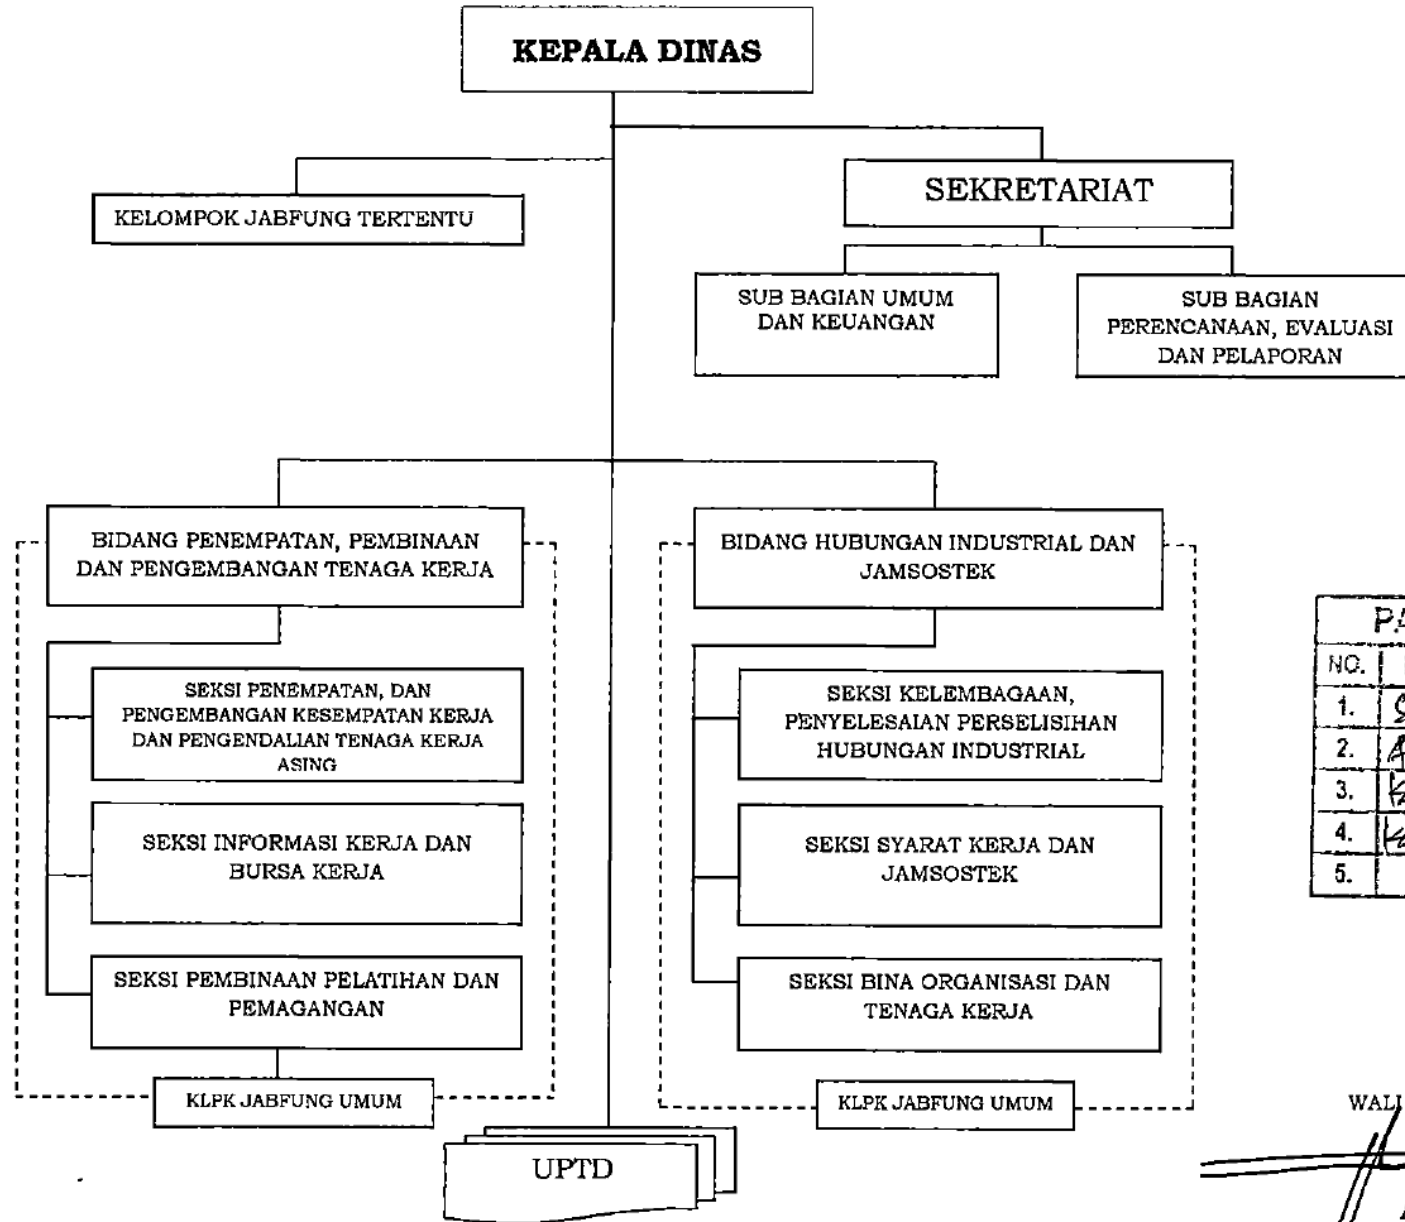 KEPALA DINAS
SEKRETARIAT
KELOMPOK JABFUNG TERTENTU
SUB BAGIAN UMUM
DAN KEUANGAN
SUB BAGIAN
PERENCANAAN, EVALUASI
DAN PELAPORAN
BIDANG PENEMPATAN, PEMBINAAN
DAN PENGEMBANGAN TENAGA KERJA
BIDANG HUBUNGAN INDUSTRIAL DAN
JAMSOSTEK
SEKSI PENEMPATAN, DAN
PENGEMBANGAN KESEMPATAN KERJA
DAN PENGENDALIAN TENAGA KERJA
ASING
SEKSI KELEMBAGAAN,
PENYELESAIAN PERSELISIHAN
HUBUNGAN INDUSTRIAL
SEKSI INFORMASI KERJA DAN
BURSA KERJA
SEKSI SYARAT KERJA DAN
JAMSOSTEK
SEKSI PEMBINAAN PELATIHAN DAN
PEMAGANGAN
SEKSI BINA ORGANISASI DAN
TENAGA KERJA
KLPK JABFUNG UMUM
KLPK JABFUNG UMUM
UPTD
NO.
1.
2.
3.
4.
5.
WALI